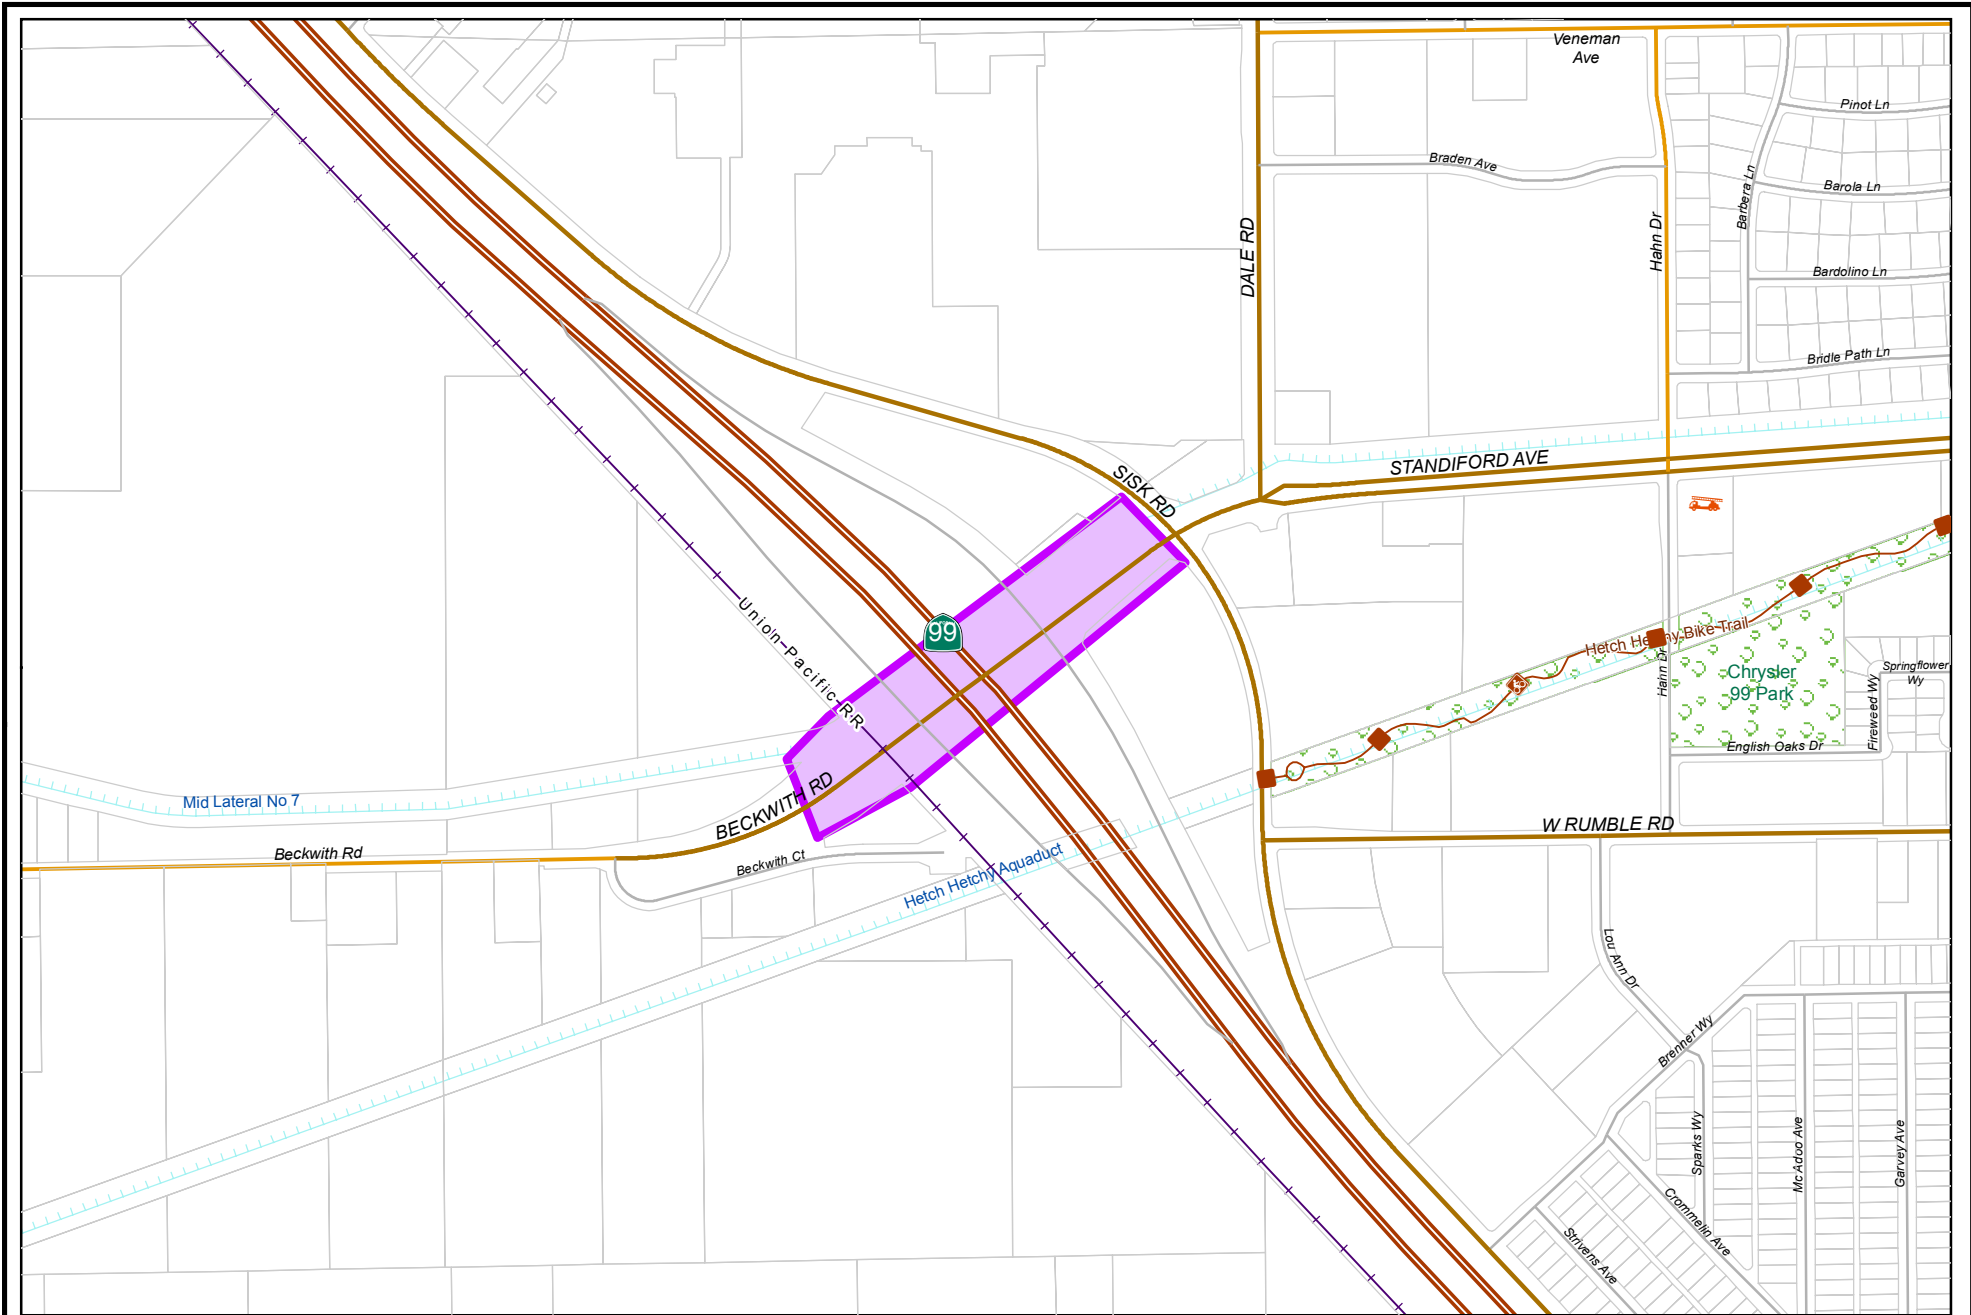 Veneman
Ave
Pinot Ln
Braden Ave
Barola Ln
Barbera Ln
DALE RD
Hahn Dr
Bardolino Ln
Bridle Path Ln
SISK RD
STANDIFORD AVE
99
Union Pacific RR
Hetch Hetchy Bike Trail
Hahn Dr
Chrysler
99 Park
Springflower
Wy
Fireweed Wy
English Oaks Dr
Mid Lateral No 7
BECKWITH RD
W RUMBLE RD
Beckwith Rd
Beckwith Ct
Hetch Hetchy Aquaduct
Lou Ann Dr
Brenner Wy
Sparks Wy
Mc Adoo Ave
Garvey Ave
Crommelin Ave
Strivens Ave